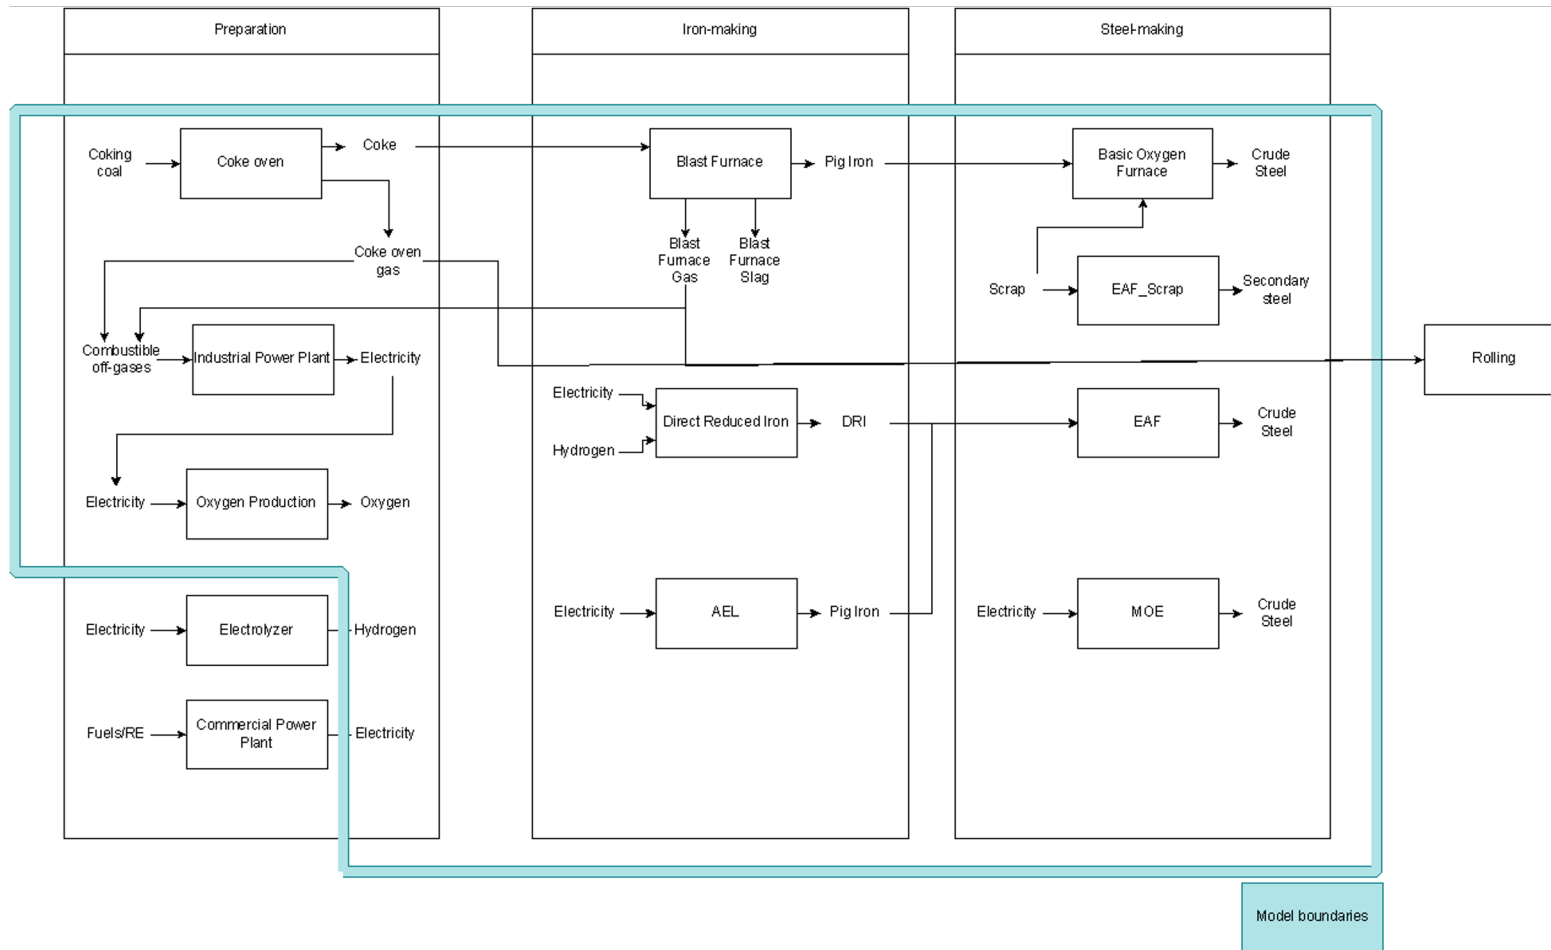 Preparation
Iron-making
Steel-making
Coking
coal
Coke oven
Coke
Blast Furnace
Pig Iron
Basic Oxygen
Furnace
Crude
Steel
Coke oven
gas
Blast
Furnace
Gas
Blast
Furnace
Slag
Scrap
EAF_Scrap
Secondary
steel
Combustible
off-gases
Industrial Power Plant
Electricity
Rolling
Electricity
Hydrogen
Direct Reduced Iron
DRI
EAF
Crude
Steel
Electricity
Oxygen Production
Oxygen
Electricity
Electrolyzer
Hydrogen
Electricity
AEL
Pig Iron
Electricity
MOE
Crude
Steel
Fuels/RE
Commercial Power
Plant
Electricity
Model boundaries